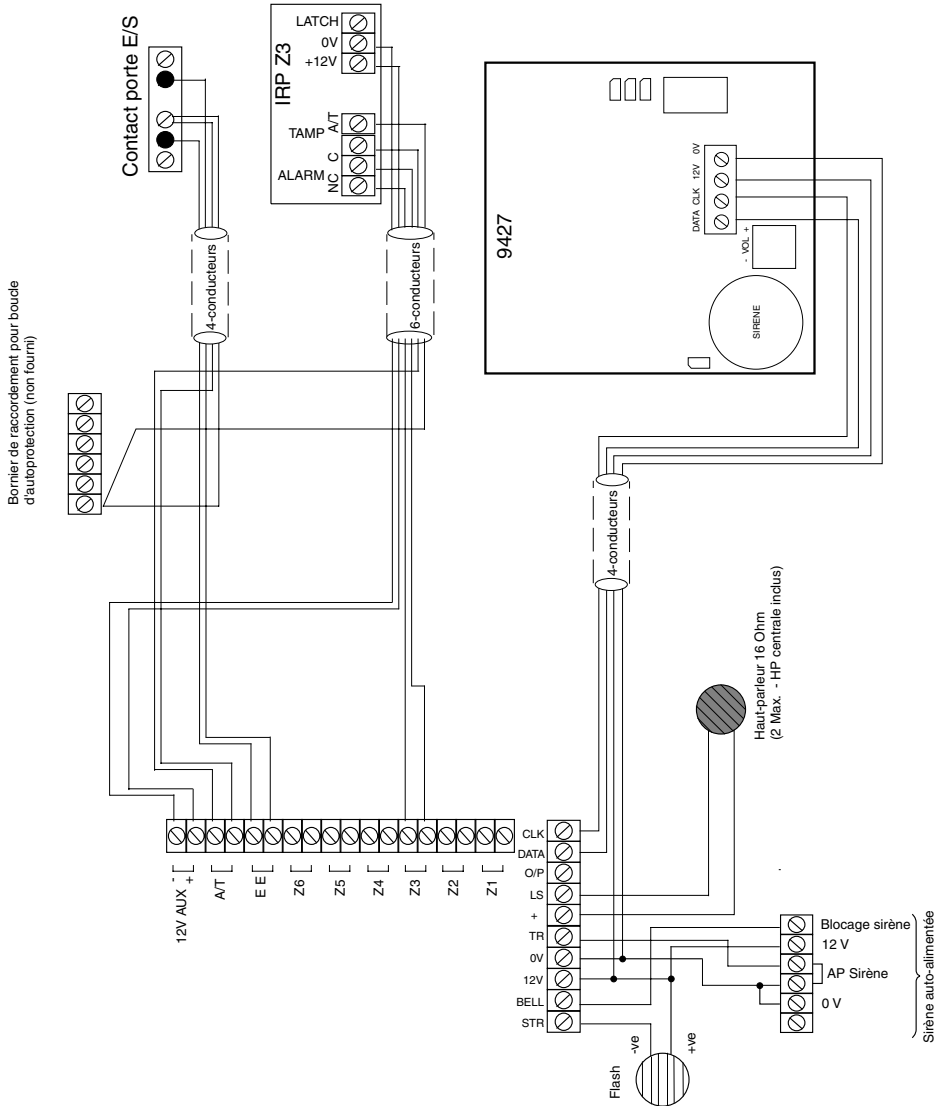 Contact porte E/S
IRP Z3
LATCH
0V
+12V
TAMP
A/T
C
ALARM
NC
Bornier de raccordement pour boucle
d'autoprotection (non fourni)
4-conducteurs
6-conducteurs
9427
DATA CLK 12V 0V
- VOL +
SIRENE
4-conducteurs
Haut-parleur 16 Ohm
(2 Max. - HP centrale inclus)
12V AUX - +
A/T
E E
Z6
Z5
Z4
Z3
Z2
Z1
CLK
DATA
O/P
LS
+
TR
0V
12V
BELL
STR
Flash
-ve
+ve
Blocage sirène
12 V
AP Sirène
0 V
Sirène auto-alimentée